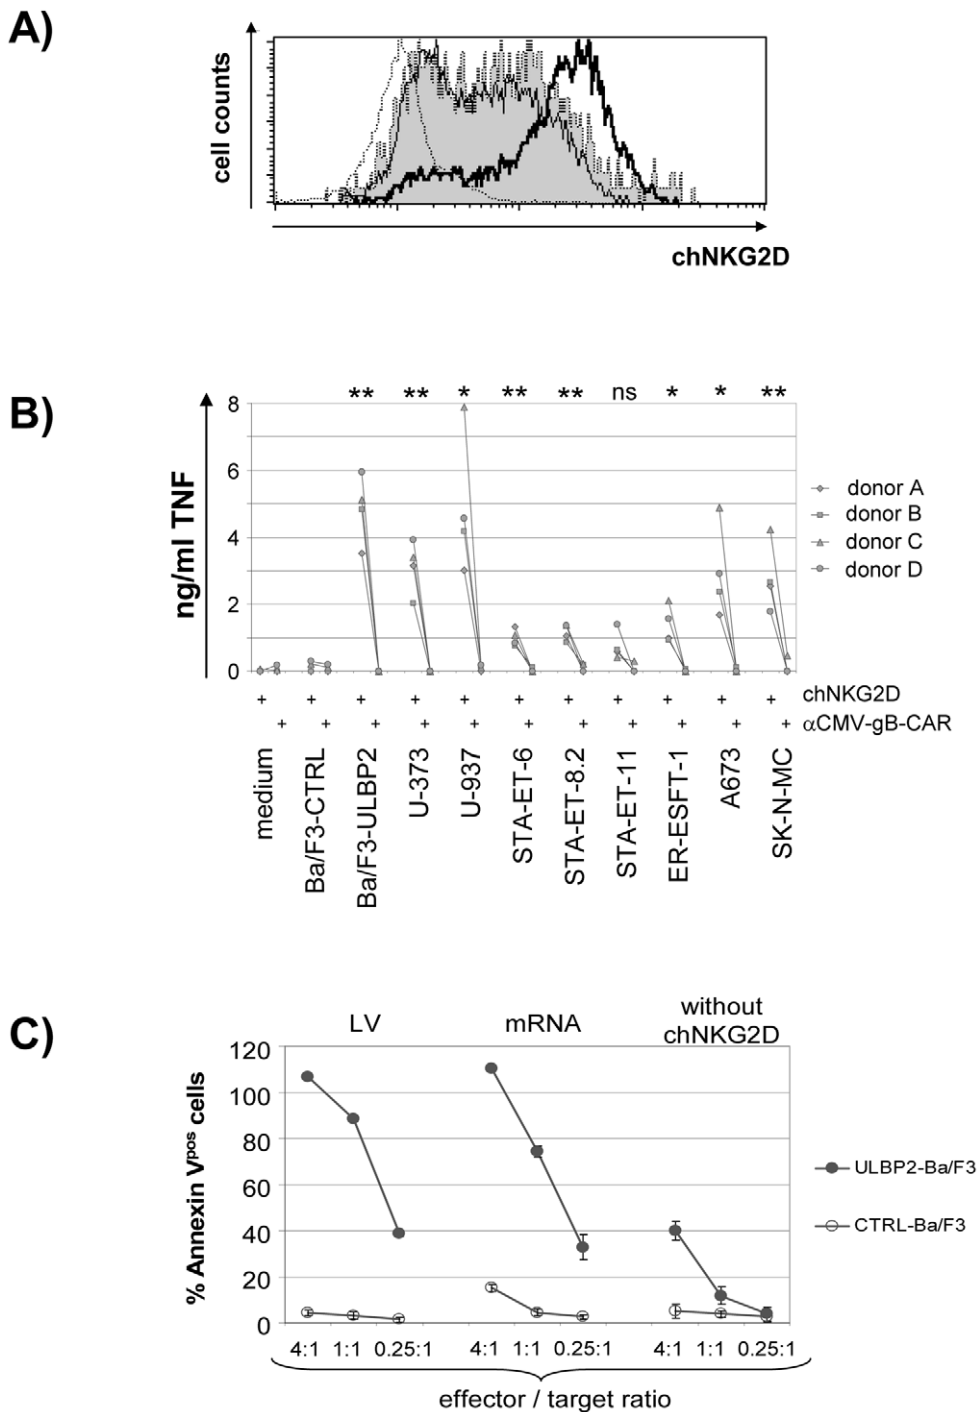 A)
cell counts
chNKG2D
B)
** ** * ** ** ns * * **
ng/ml TNF
8
6
4
2
0
donor A
donor B
donor C
donor D
+ + + + + + + + + + + chNKG2D
+ + + + + + + + + + + αCMV-gB-CAR
medium
Ba/F3-CTRL
Ba/F3-ULBP2
U-373
U-937
STA-ET-6
STA-ET-8.2
STA-ET-11
ER-ESFT-1
A673
SK-N-MC
C)
LV
mRNA
without
chNKG2D
% Annexin Vpos cells
120
100
80
60
40
20
0
ULBP2-Ba/F3
CTRL-Ba/F3
4:1 1:1 0.25:1 4:1 1:1 0.25:1 4:1 1:1 0.25:1
effector / target ratio